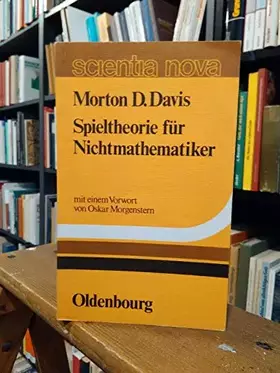 scientia nova
Morton D. Davis
Spieltheorie für
Nichtmathematiker
mit einem Vorwort
von Oskar Morgenstern
Oldenbourg